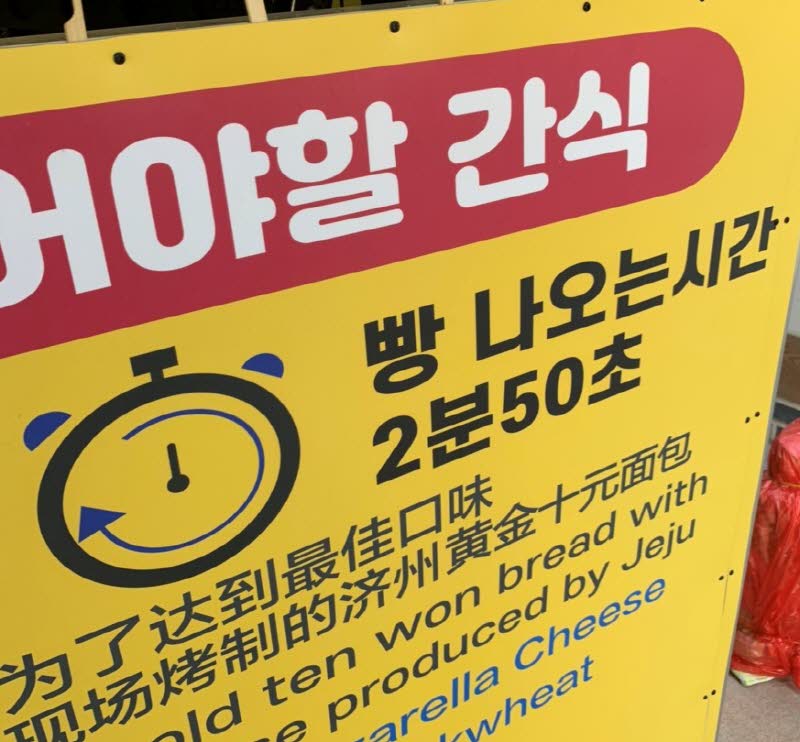 어야할 간식
빵 나오는시간
2분50초
为了达到最佳口味
现场烤制的济州黄金十元面包
old ten won bread with
produced by Jeju
Cheese